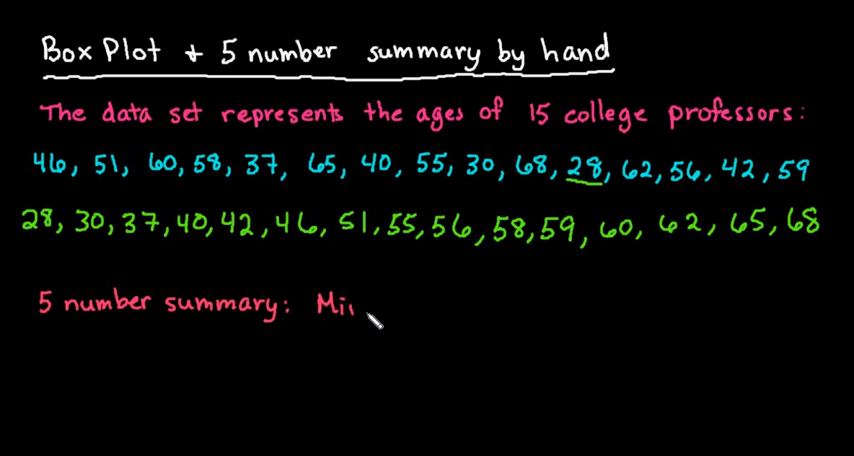 Box Plot + 5 number summary by hand
The data set represents the ages of 15 college professors:
46, 51, 60, 58, 37, 65, 40, 55, 30, 68, 28, 62, 56, 42, 59
28, 30, 37, 40, 42, 46, 51, 55, 56, 58, 59, 60, 62, 65, 68
5 number summary: